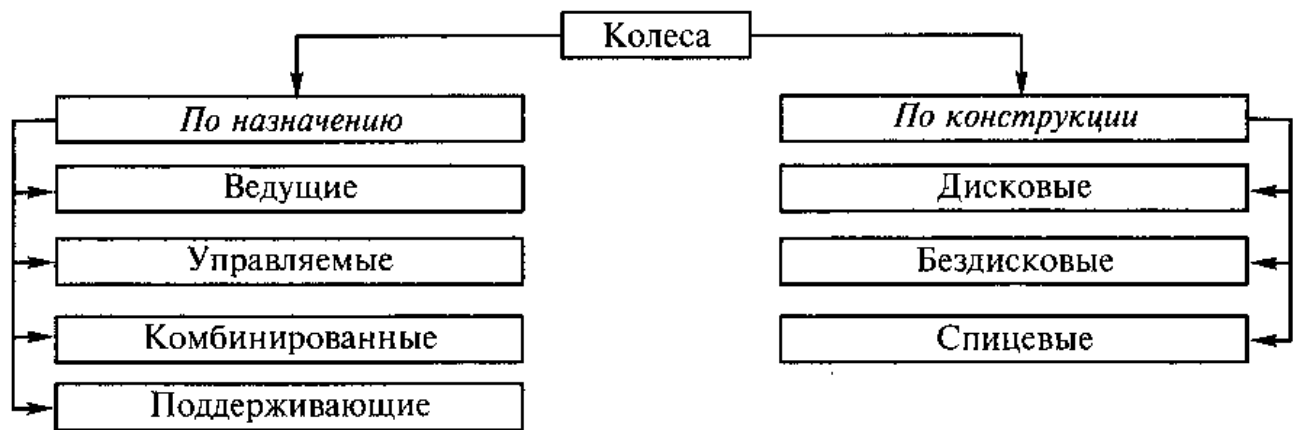 Колеса
По назначению
Ведущие
Управляемые
Комбинированные
Поддерживающие
По конструкции
Дисковые
Бездисковые
Спицевые